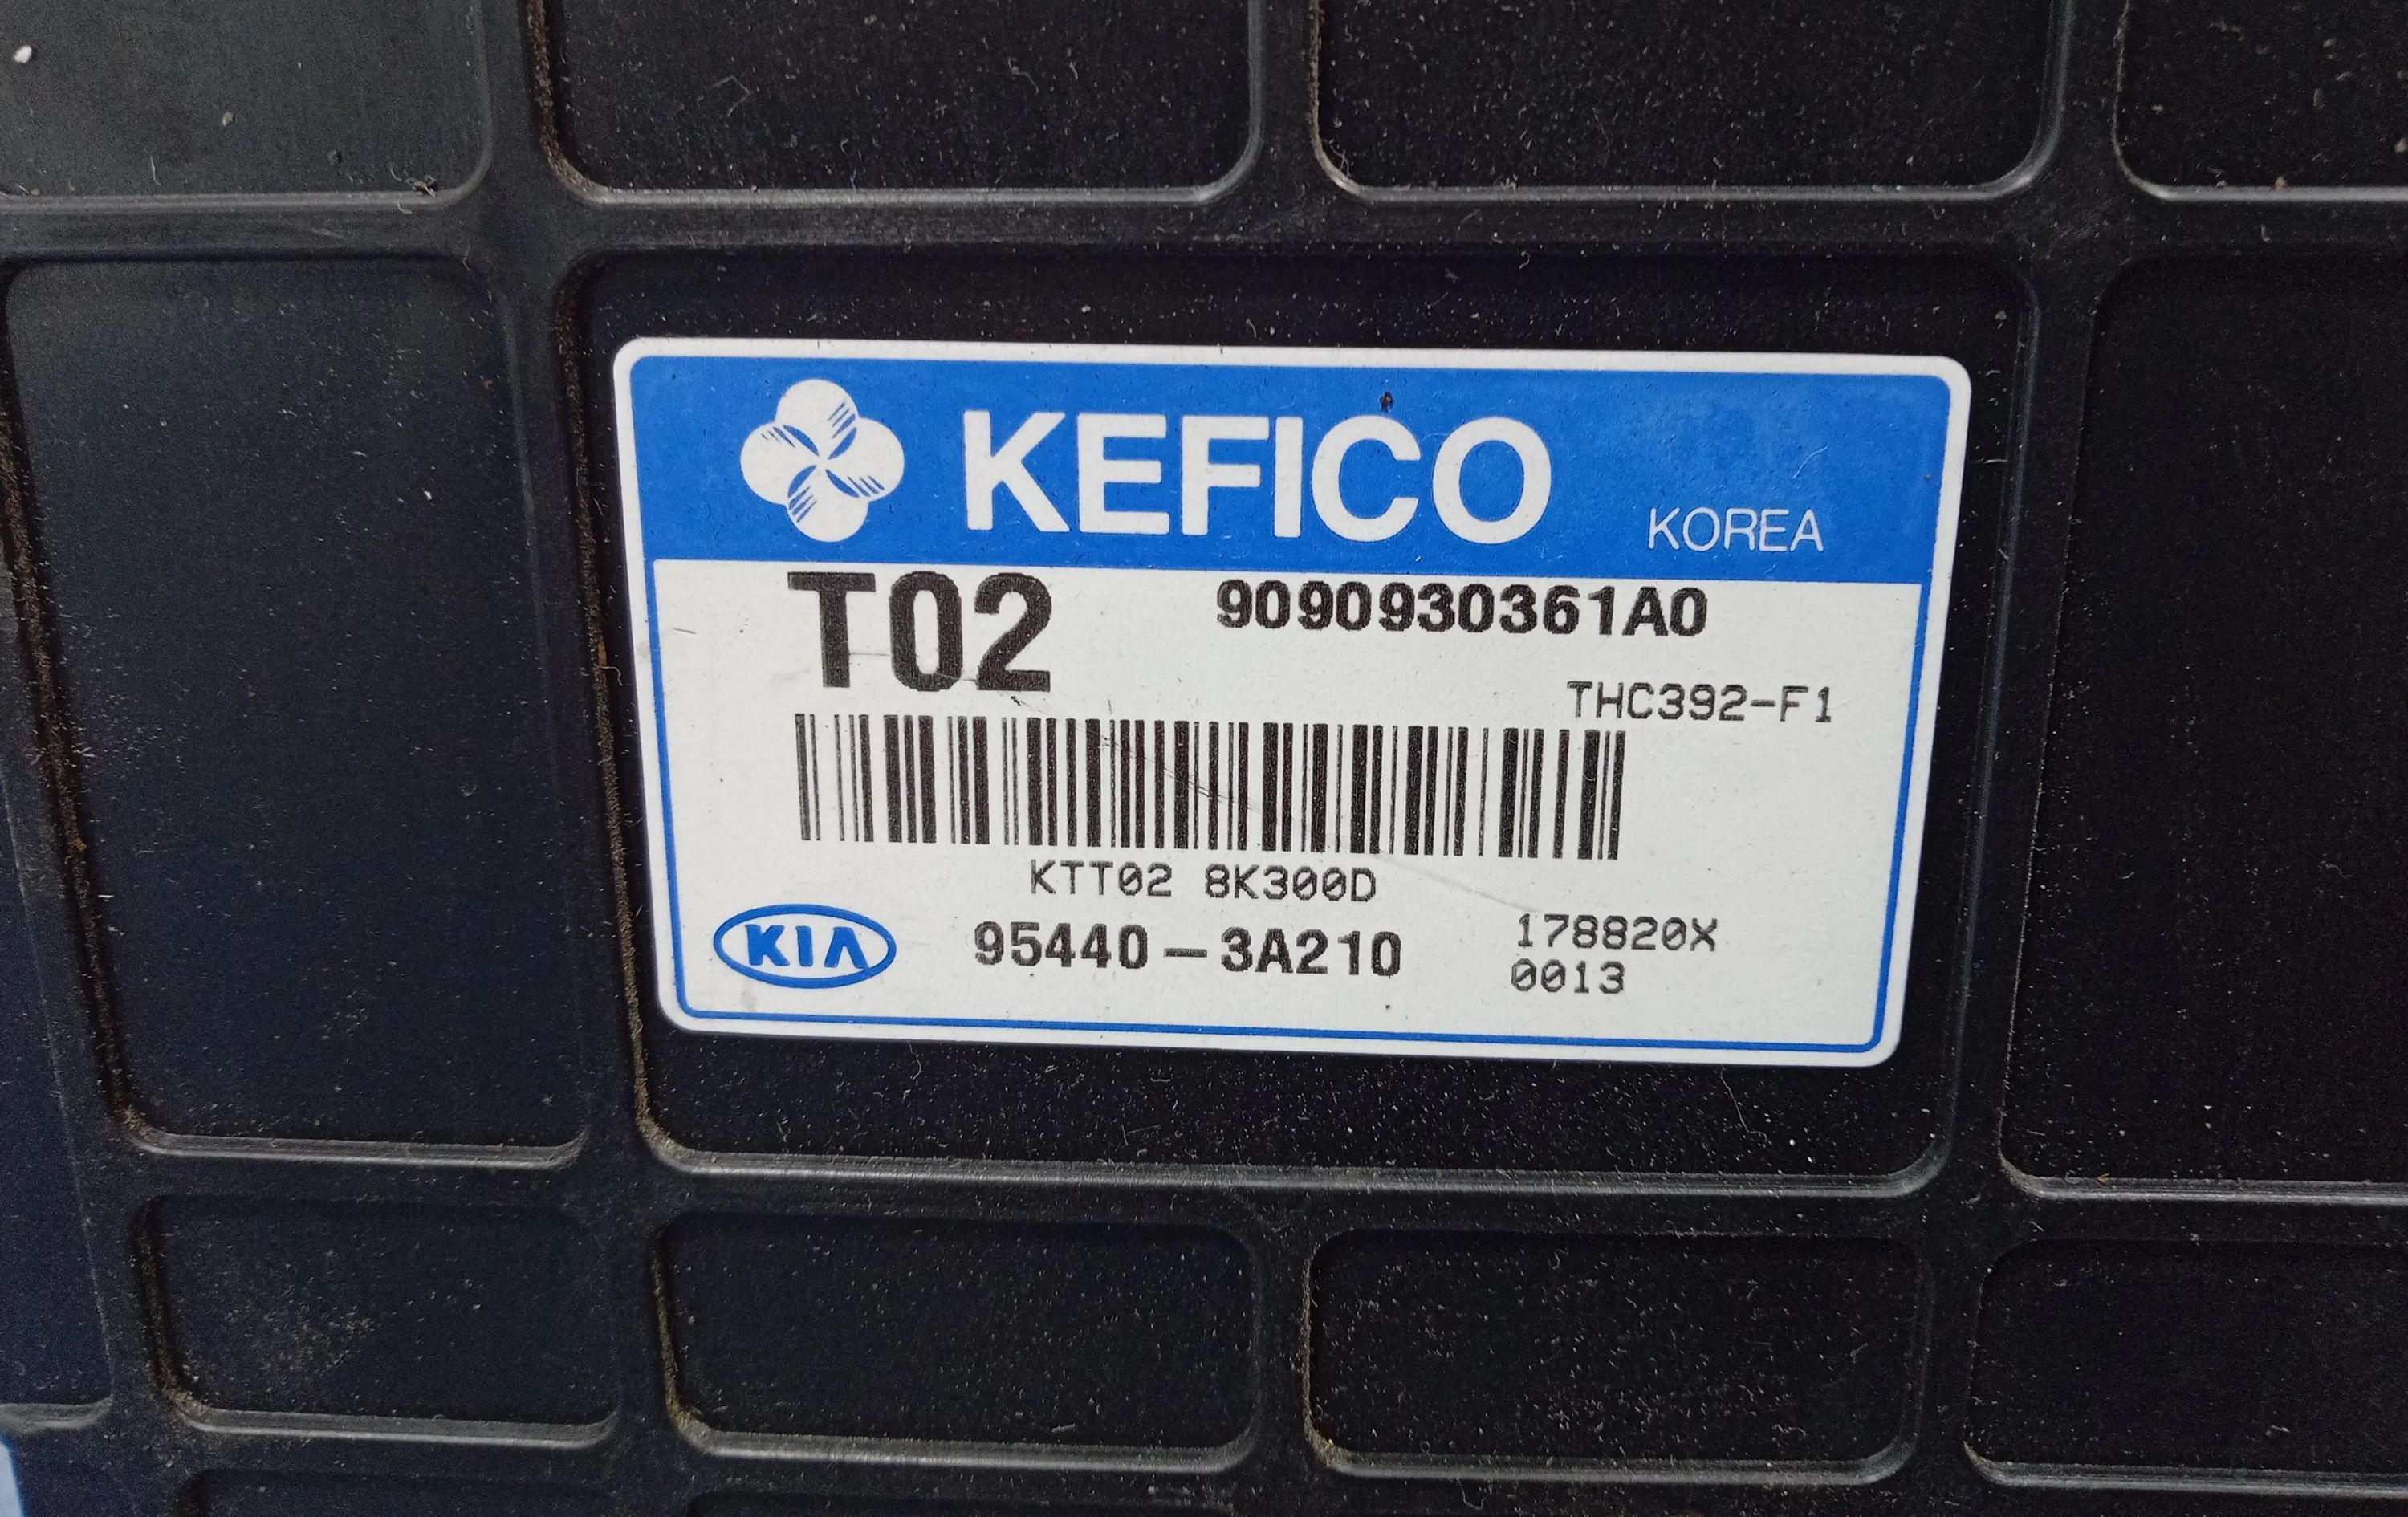 KEFICO KOREA
T02 9090930361A0
THC392-F1
KTT02 8K300D
KIA 95440-3A210 178820X
0013